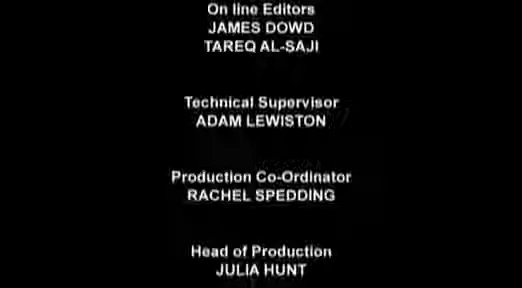 On line Editors
JAMES DOWD
TAREQ AL-SAJI
Technical Supervisor
ADAM LEWISTON
Production Co-Ordinator
RACHEL SPEDDING
Head of Production
JULIA HUNT